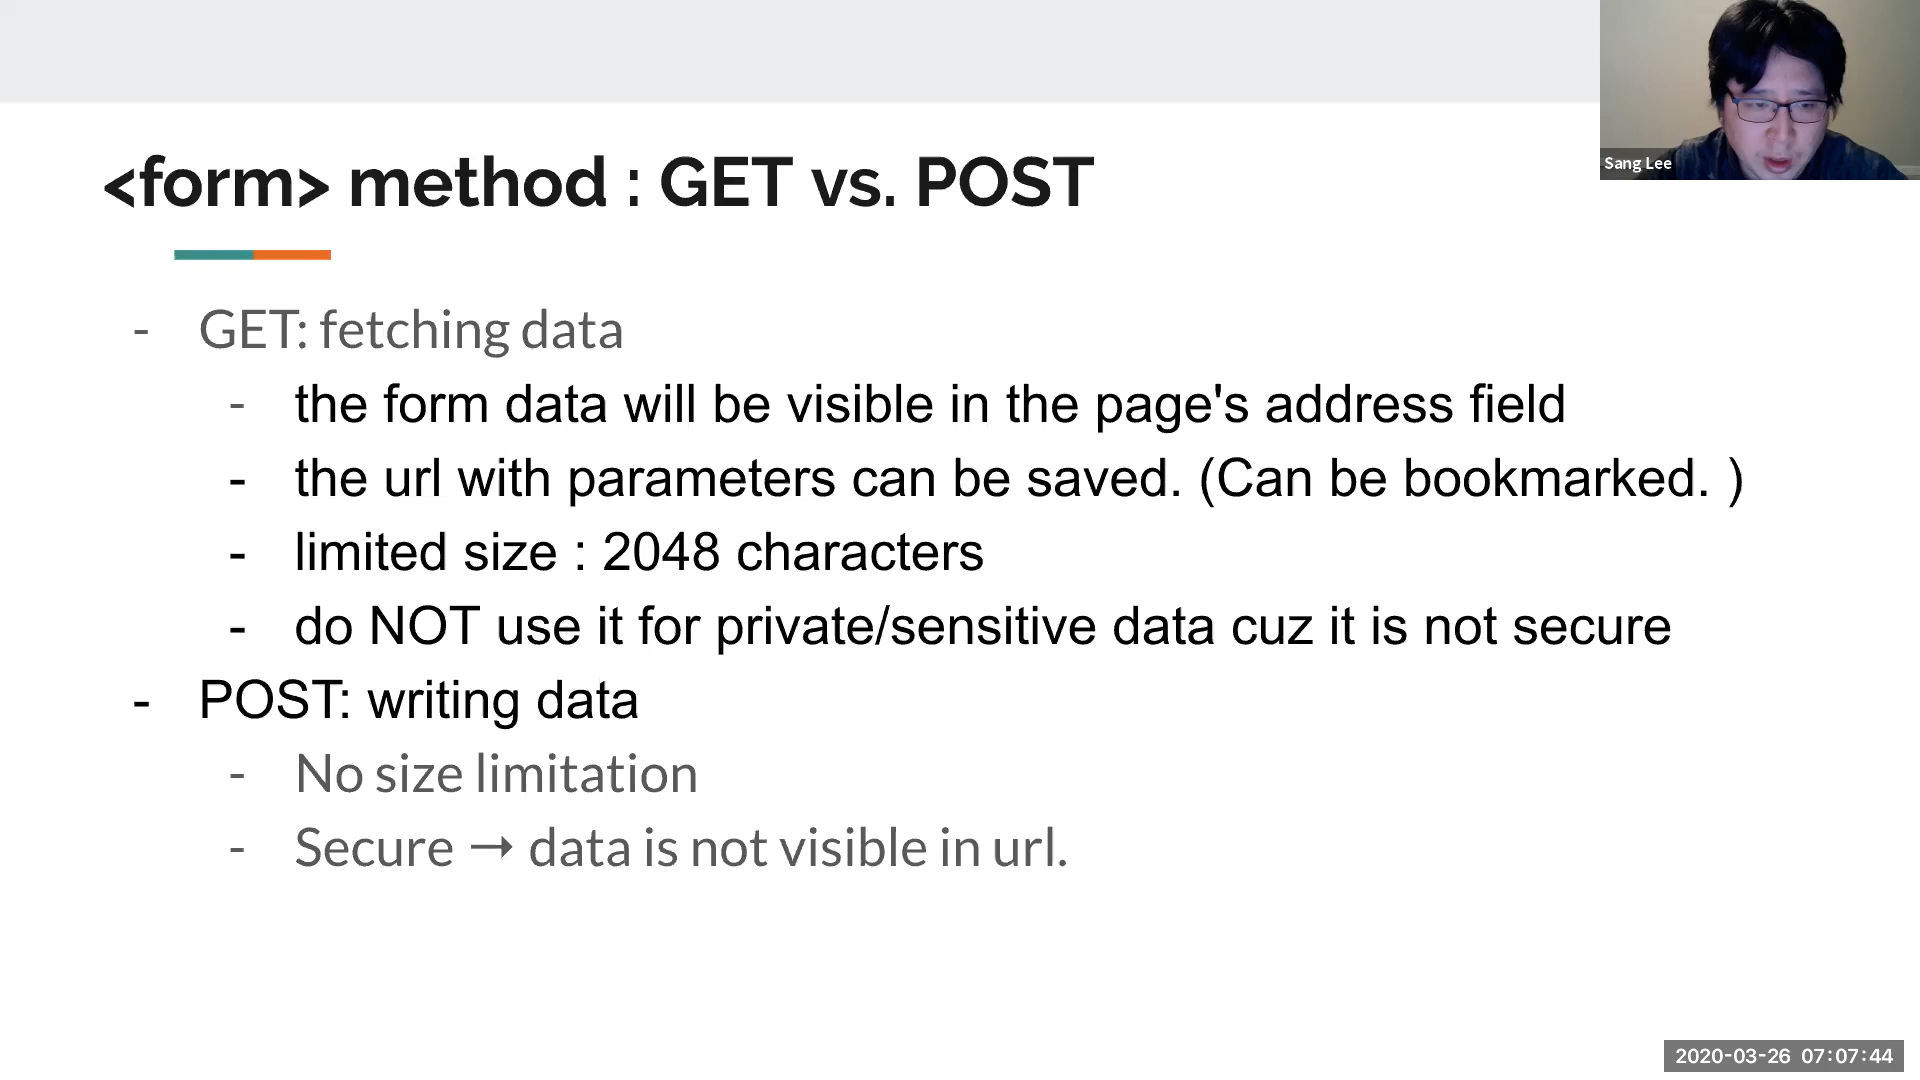 Sang Lee
<form> method : GET vs. POST
- GET: fetching data
- the form data will be visible in the page's address field
- the url with parameters can be saved. (Can be bookmarked. )
- limited size : 2048 characters
- do NOT use it for private/sensitive data cuz it is not secure
- POST: writing data
- No size limitation
- Secure → data is not visible in url.
2020-03-26 07:07:44